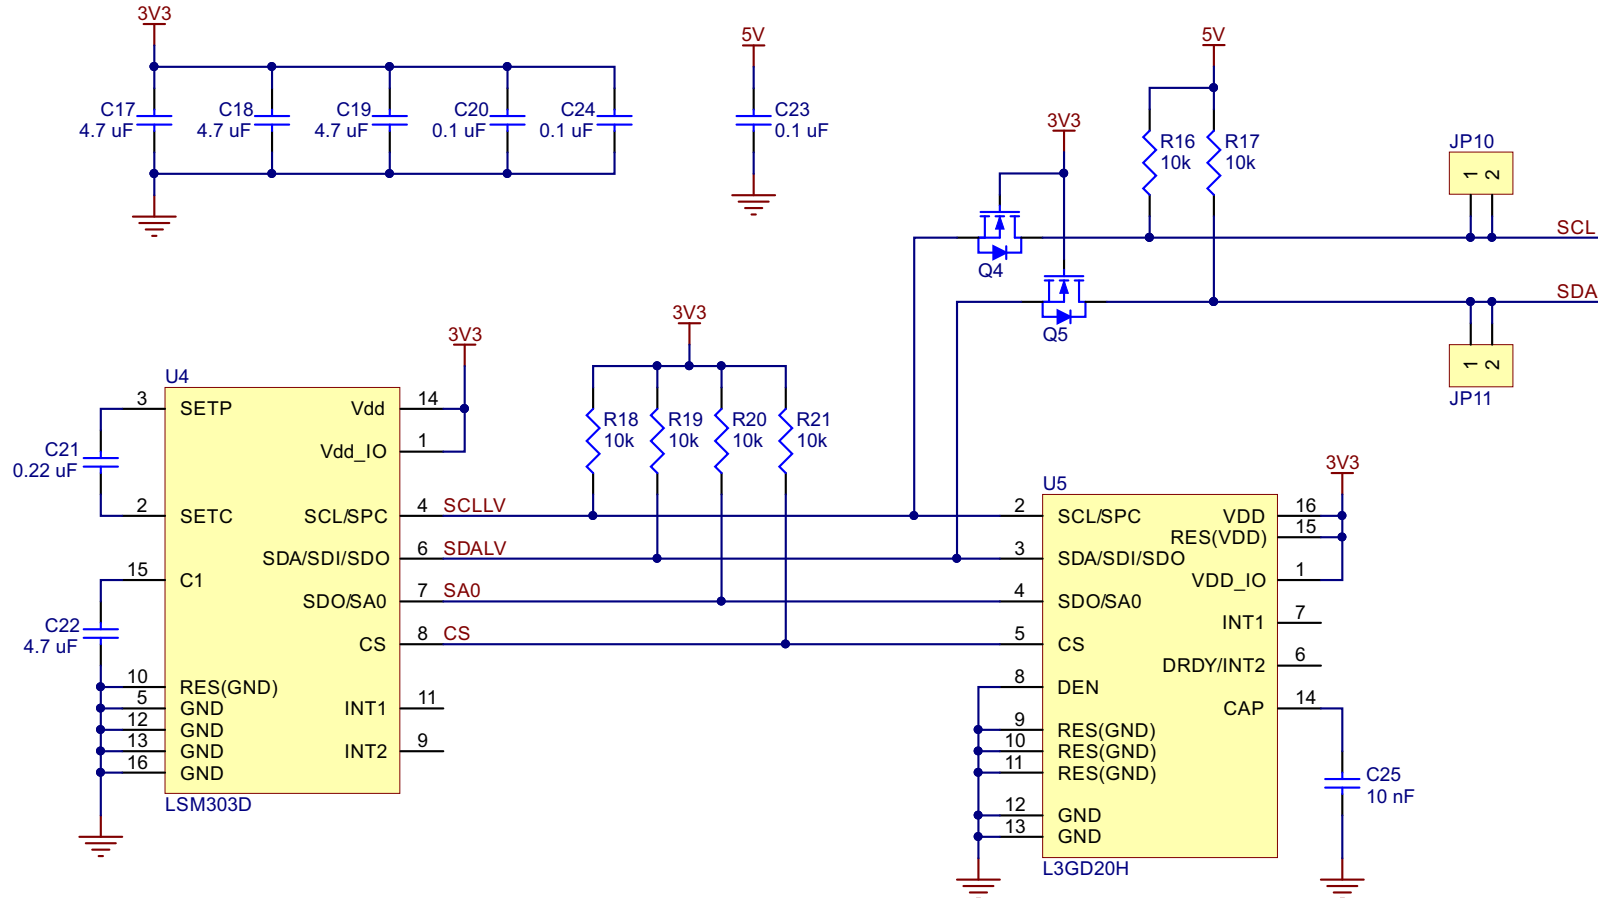 3V3
C17
4.7 uF
C18
4.7 uF
C19
4.7 uF
C20
0.1 uF
C24
0.1 uF
5V
C23
0.1 uF
5V
3V3
R16
10k
R17
10k
JP10
1 2
SCL
Q4
SDA
Q5
1 2
JP11
3V3
3V3
R18
10k
R19
10k
R20
10k
R21
10k
U4
3 SETP
Vdd 14
C21
0.22 uF
Vdd_IO 1
2 SETC
SCL/SPC 4 SCLLV
SDA/SDI/SDO 6 SDALV
15 C1
SDO/SA0 7 SA0
C22
4.7 uF
CS 8 CS
10 RES(GND)
5 GND
INT1 11
12 GND
13 GND
INT2 9
16 GND
LSM303D
3V3
U5
2 SCL/SPC
VDD 16
RES(VDD) 15
3 SDA/SDI/SDO
VDD_IO 1
4 SDO/SA0
INT1 7
5 CS
DRDY/INT2 6
8 DEN
CAP 14
9 RES(GND)
10 RES(GND)
11 RES(GND)
C25
10 nF
12 GND
13 GND
L3GD20H